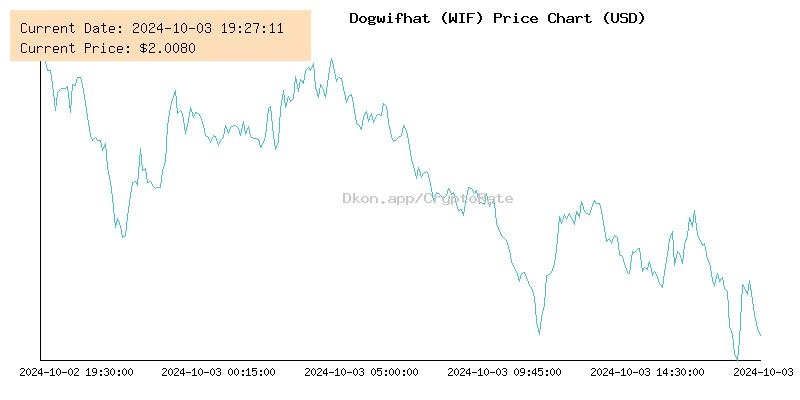 Dogwifhat (WIF) Price Chart (USD)
Current Date: 2024-10-03 19:27:11
Current Price: $2.0080
Dkon.app/CryptoRate
2024-10-02 19:30:00 2024-10-03 00:15:00 2024-10-03 05:00:00 2024-10-03 09:45:00 2024-10-03 14:30:00 2024-10-03